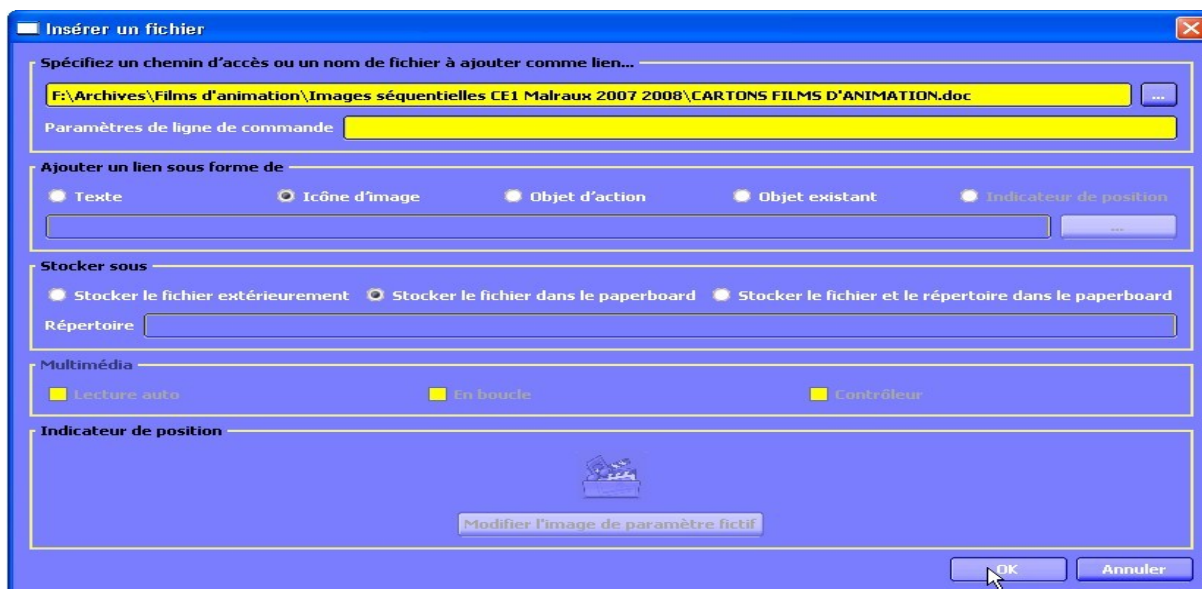 Insérer un fichier
Spécifiez un chemin d'accès ou un nom de fichier à ajouter comme lien...
F:\Archives\Films d'animation\Images séquentielles CE1 Malraux 2007 2008\CARTONS FILMS D'ANIMATION.doc
...
Paramètres de ligne de commande
Ajouter un lien sous forme de
Texte Icône d'image Objet d'action Objet existant Indicateur de position
...
Stocker sous
Stocker le fichier extérieurement Stocker le fichier dans le paperboard Stocker le fichier et le répertoire dans le paperboard
Répertoire
Multimédia
Lecture auto En boucle Contrôleur
Indicateur de position
Modifier l'image de paramètre fictif
OK Annuler